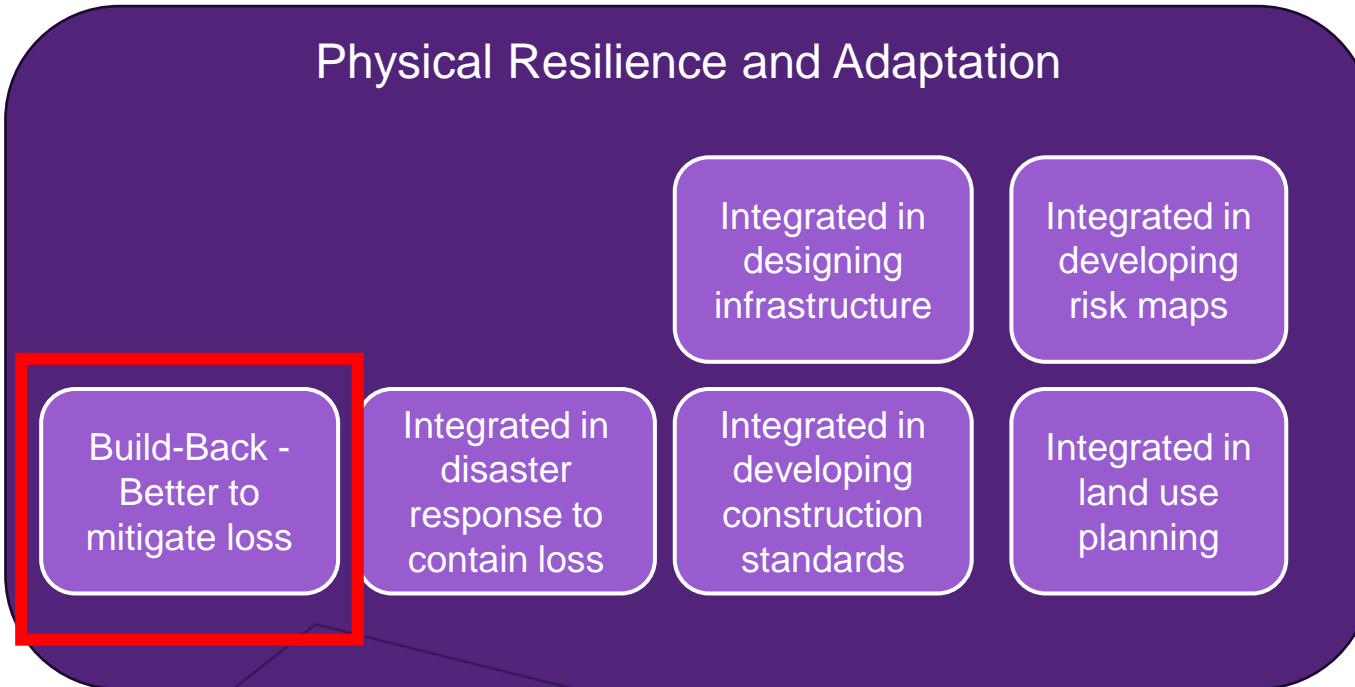 Physical Resilience and Adaptation
Integrated in
designing
infrastructure
Integrated in
developing
risk maps
Build-Back -
Better to
mitigate loss
Integrated in
disaster
response to
contain loss
Integrated in
developing
construction
standards
Integrated in
land use
planning